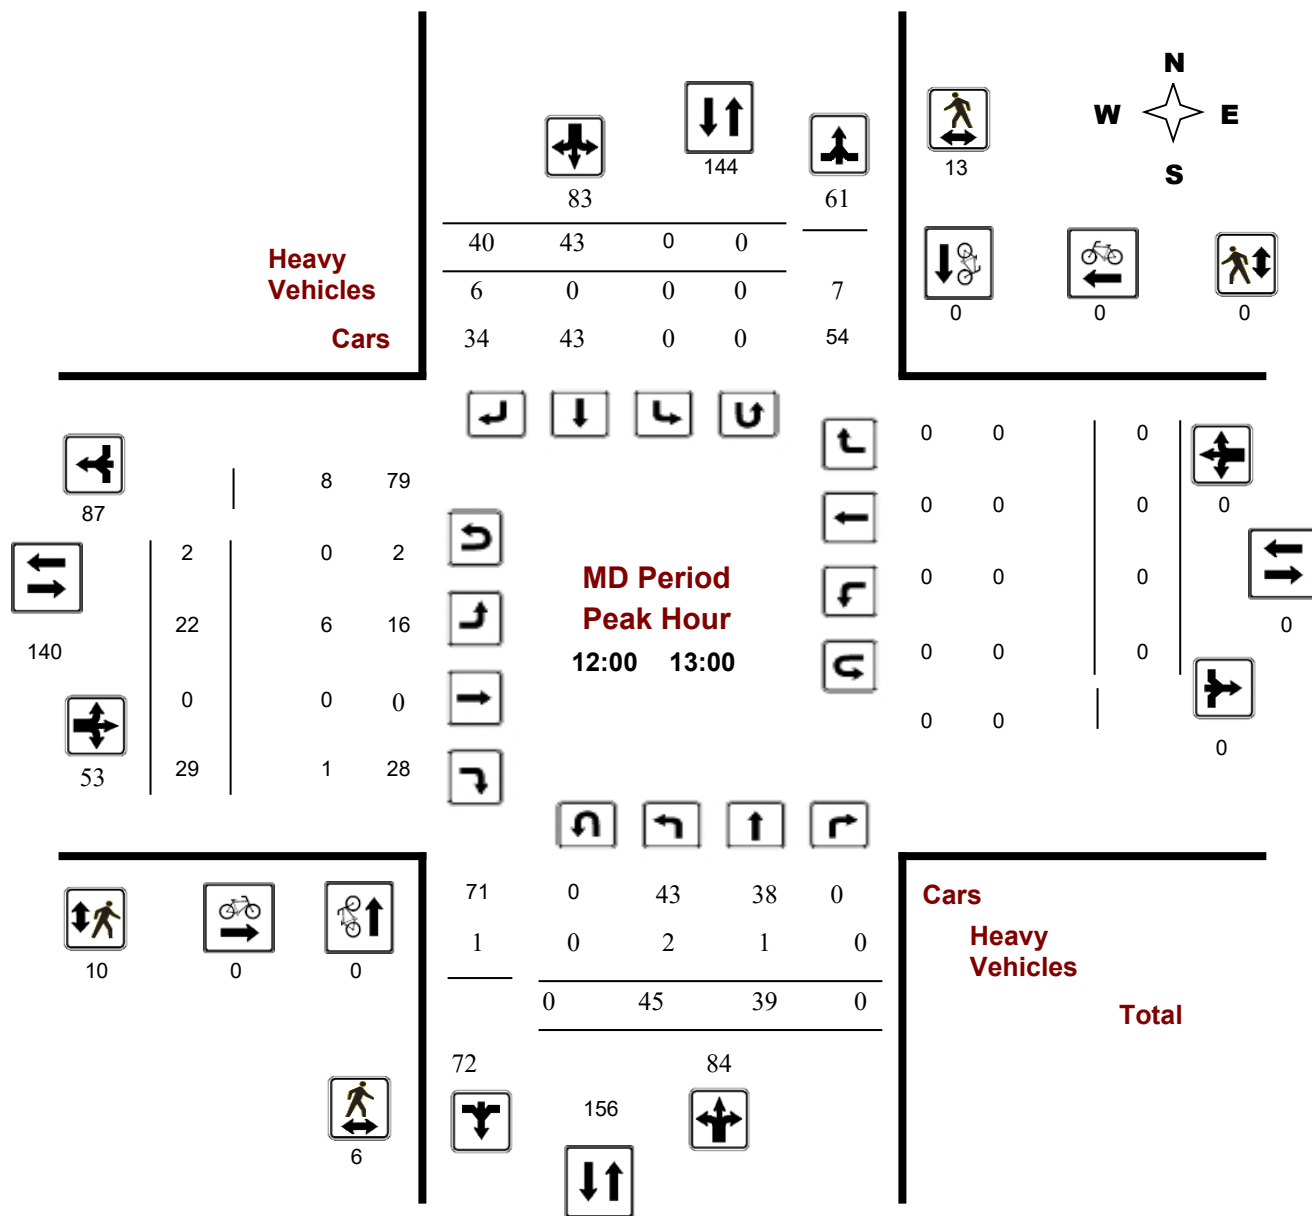 N
W E
S
144
13
83
61
40 43 0 0
Heavy
Vehicles
6 0 0 0 7
0 0 0
Cars
34 43 0 0 54
0 0 0
8 79
87
0 0 0 0
2 0 2
MD Period
0 0 0
Peak Hour
22 6 16
0
140
12:00 13:00
0 0 0
0 0 0
0 0
0
53
29 1 28
71 0 43 38 0
Cars
1 0 2 1 0
Heavy
Vehicles
10 0 0
0 45 39 0
Total
72 84
156
6